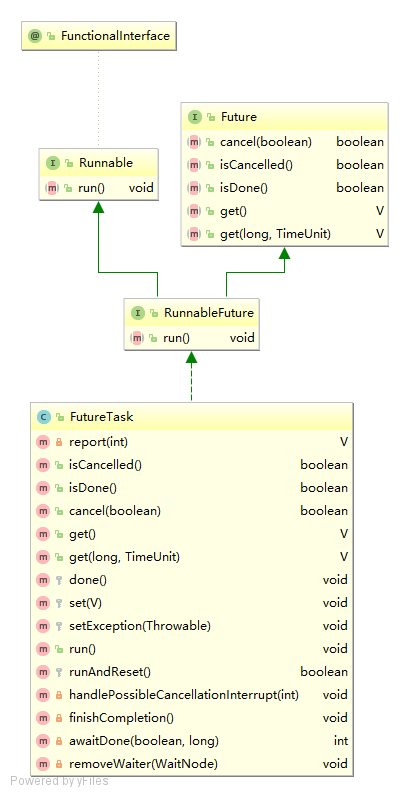 @ FunctionalInterface
I Future
m cancel(boolean) boolean
m isCancelled() boolean
m isDone() boolean
m get() V
m get(long, TimeUnit) V
I Runnable
m run() void
I RunnableFuture
m run() void
C FutureTask
m report(int) V
m isCancelled() boolean
m isDone() boolean
m cancel(boolean) boolean
m get() V
m get(long, TimeUnit) V
m done() void
m set(V) void
m setException(Throwable) void
m run() void
m runAndReset() boolean
m handlePossibleCancellationInterrupt(int) void
m finishCompletion() void
m awaitDone(boolean, long) int
m removeWaiter(WaitNode) void
Powered by yFiles